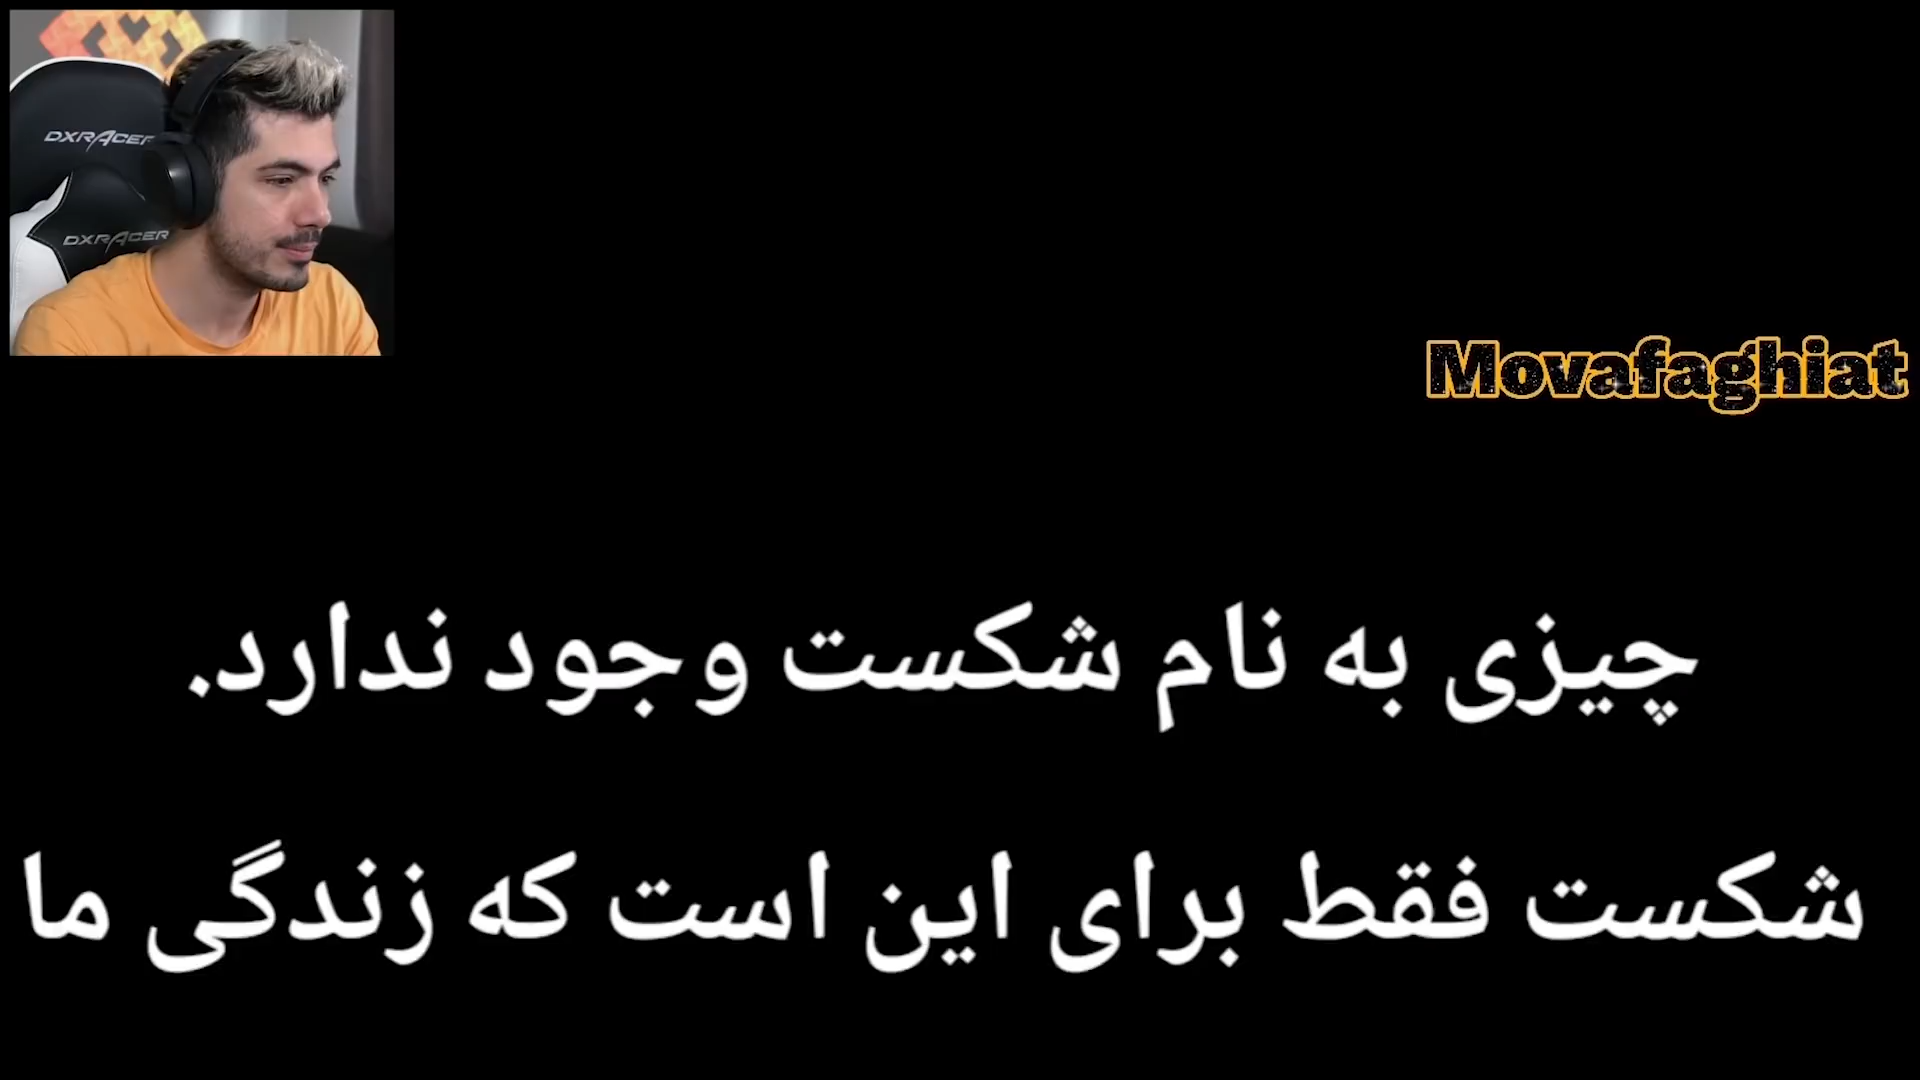 DXRACER
DXRACER
Movafaghiat
چیزی به نام شکست وجود ندارد.
شکست فقط برای این است که زندگی ما